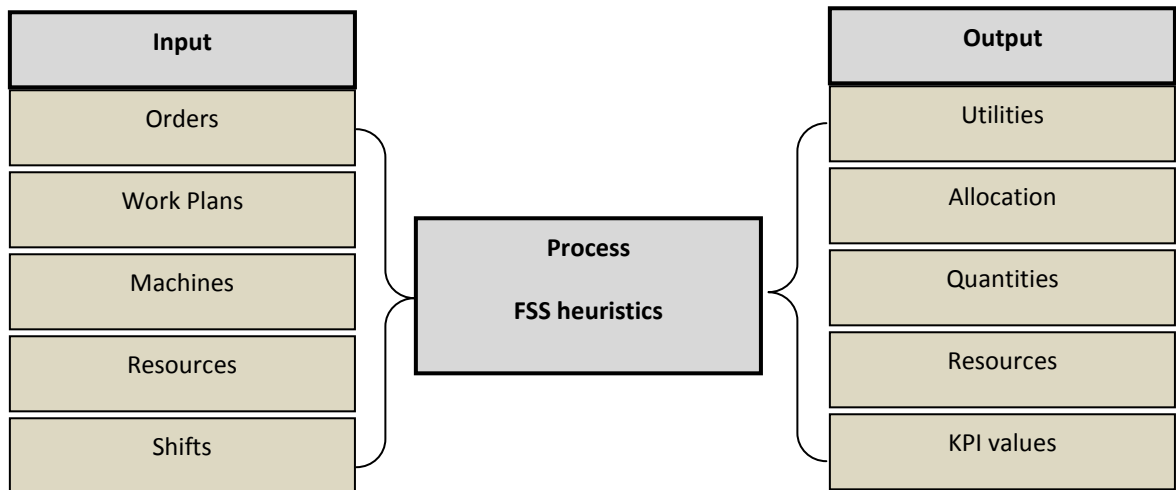 Input
Orders
Work Plans
Machines
Resources
Shifts
Process
FSS heuristics
Output
Utilities
Allocation
Quantities
Resources
KPI values